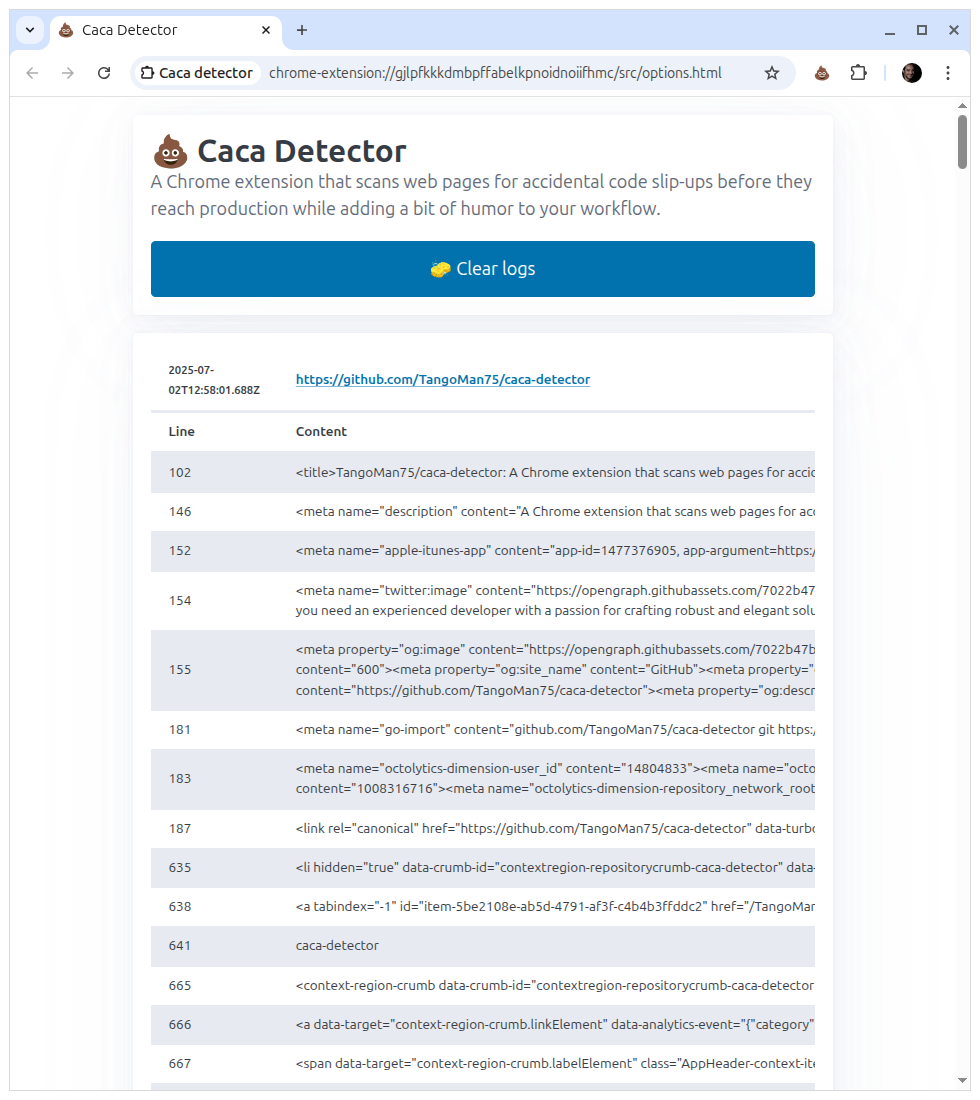 Caca Detector
Caca detector
chrome-extension://gjlpfkkkdmbpffabelkpnoidnoiifhmc/src/options.html
Caca Detector
A Chrome extension that scans web pages for accidental code slip-ups before they
reach production while adding a bit of humor to your workflow.
Clear logs
2025-07-
02T12:58:01.688Z
https://github.com/TangoMan75/caca-detector
Line Content
102 <title>TangoMan75/caca-detector: A Chrome extension that scans web pages for accic
146 <meta name="description" content="A Chrome extension that scans web pages for acc
152 <meta name="apple-itunes-app" content="app-id=1477376905, app-argument=https:/
154 <meta name="twitter:image" content="https://opengraph.githubassets.com/7022b47
you need an experienced developer with a passion for crafting robust and elegant solu
155 <meta property="og:image" content="https://opengraph.githubassets.com/7022b47b
content="600"><meta property="og:site_name" content="GitHub"><meta property="
content="https://github.com/TangoMan75/caca-detector"><meta property="og:descr
181 <meta name="go-import" content="github.com/TangoMan75/caca-detector git https:/
183 <meta name="octolytics-dimension-user_id" content="14804833"><meta name="octo
content="1008316716"><meta name="octolytics-dimension-repository_network_root
187 <link rel="canonical" href="https://github.com/TangoMan75/caca-detector" data-turbo
635 <li hidden="true" data-crumb-id="contextregion-repositorycrumb-caca-detector" data-
638 <a tabindex="-1" id="item-5be2108e-ab5d-4791-af3f-c4b4b3ffddc2" href="/TangoMan
641 caca-detector
665 <context-region-crumb data-crumb-id="contextregion-repositorycrumb-caca-detector
666 <a data-target="context-region-crumb.linkElement" data-analytics-event="{"category"
667 <span data-target="context-region-crumb.labelElement" class="AppHeader-context-ite